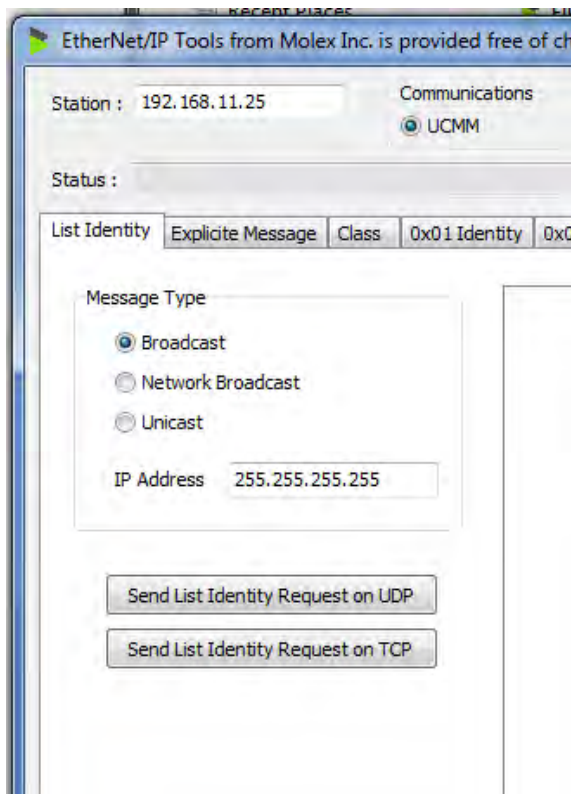 Recent Places
EtherNet/IP Tools from Molex Inc. is provided free of
Station : 192.168.11.25
Communications
UCMM
Status :
List Identity Explicite Message Class 0x01 Identity
Message Type
Broadcast
Network Broadcast
Unicast
IP Address 255.255.255.255
Send List Identity Request on UDP
Send List Identity Request on TCP